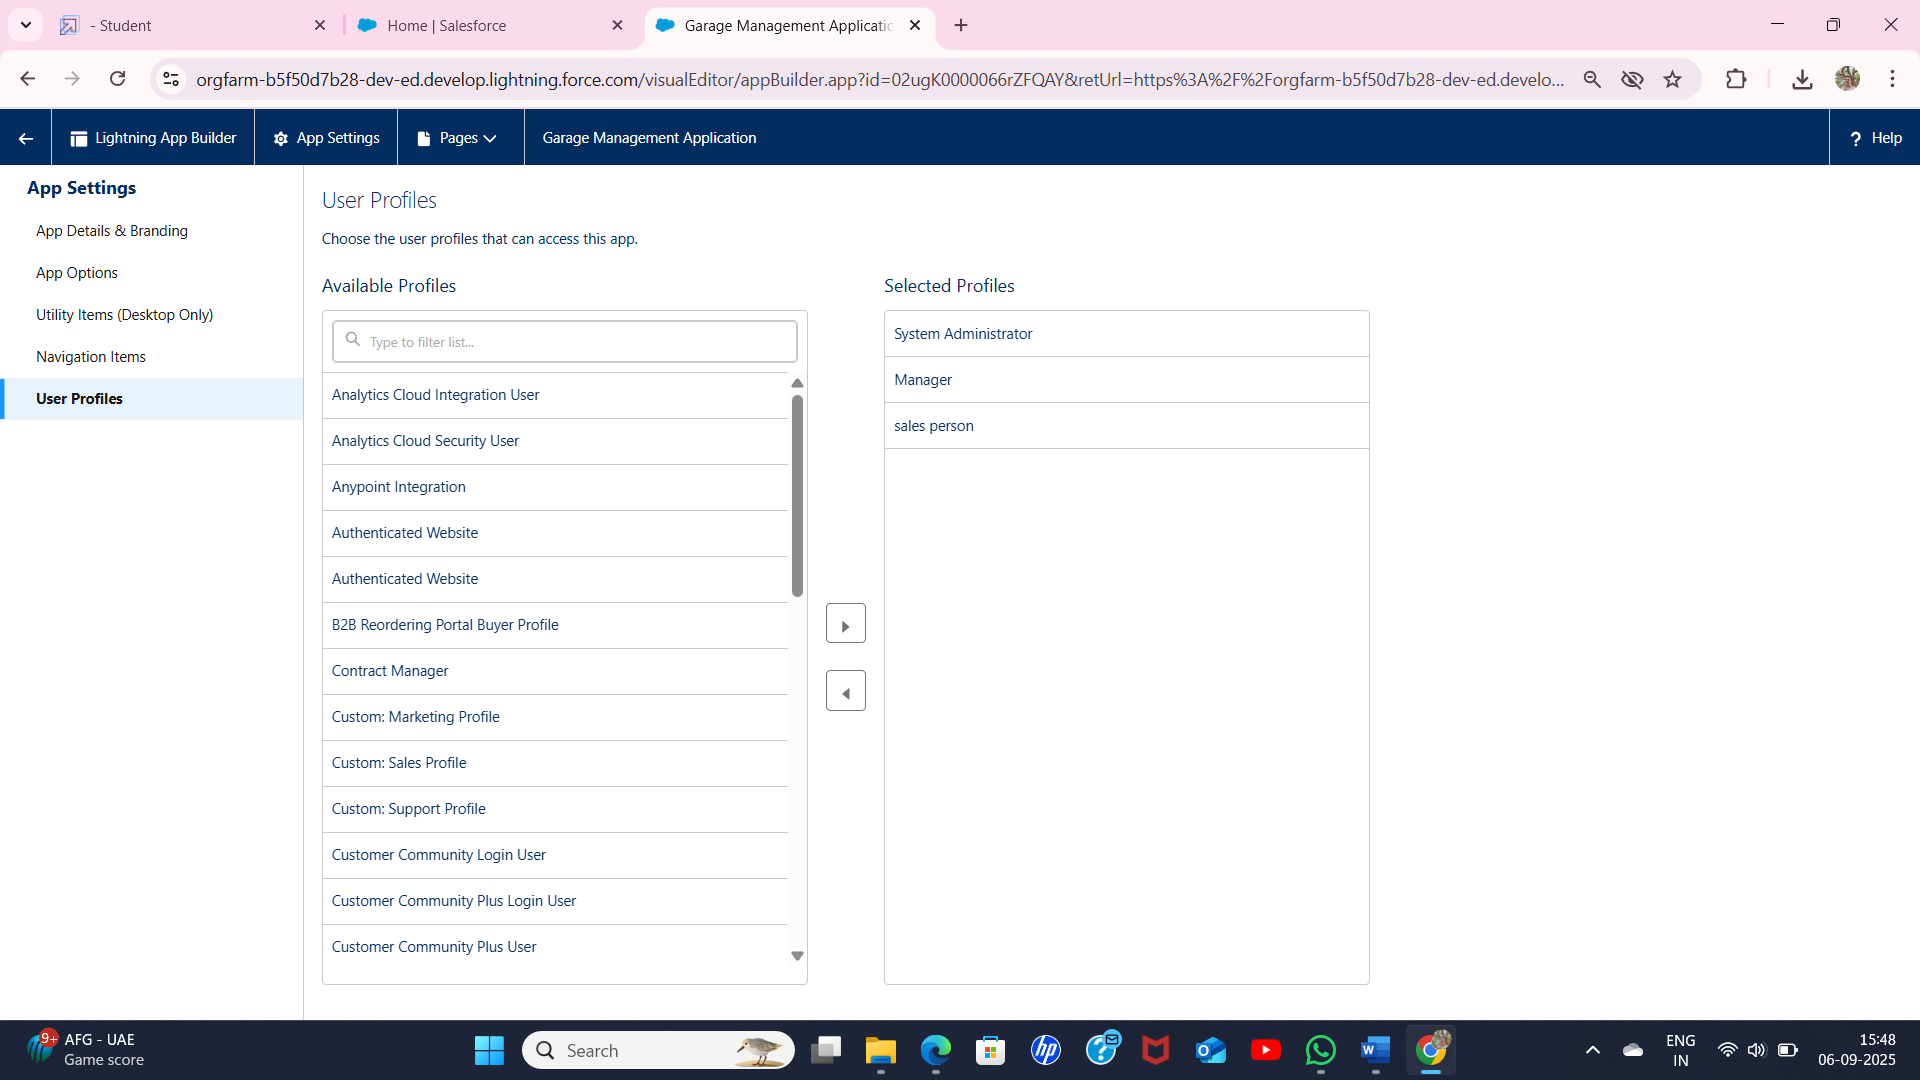 - Student
Home | Salesforce
Garage Management Applicatio
orgfarm-b5f50d7b28-dev-ed.develop.lightning.force.com/visualEditor/appBuilder.app?id=02ugK0000066rZFQAY&retUrl=https%3A%2F%2Forgfarm-b5f50d7b28-dev-ed.develo...
Lightning App Builder
App Settings
Pages
Garage Management Application
? Help
App Settings
App Details & Branding
App Options
Utility Items (Desktop Only)
Navigation Items
User Profiles
User Profiles
Choose the user profiles that can access this app.
Available Profiles
Type to filter list...
Analytics Cloud Integration User
Analytics Cloud Security User
Anypoint Integration
Authenticated Website
Authenticated Website
B2B Reordering Portal Buyer Profile
Contract Manager
Custom: Marketing Profile
Custom: Sales Profile
Custom: Support Profile
Customer Community Login User
Customer Community Plus Login User
Customer Community Plus User
Selected Profiles
System Administrator
Manager
sales person
9+
AFG - UAE
Game score
Search
hp
ENG
IN
15:48
06-09-2025